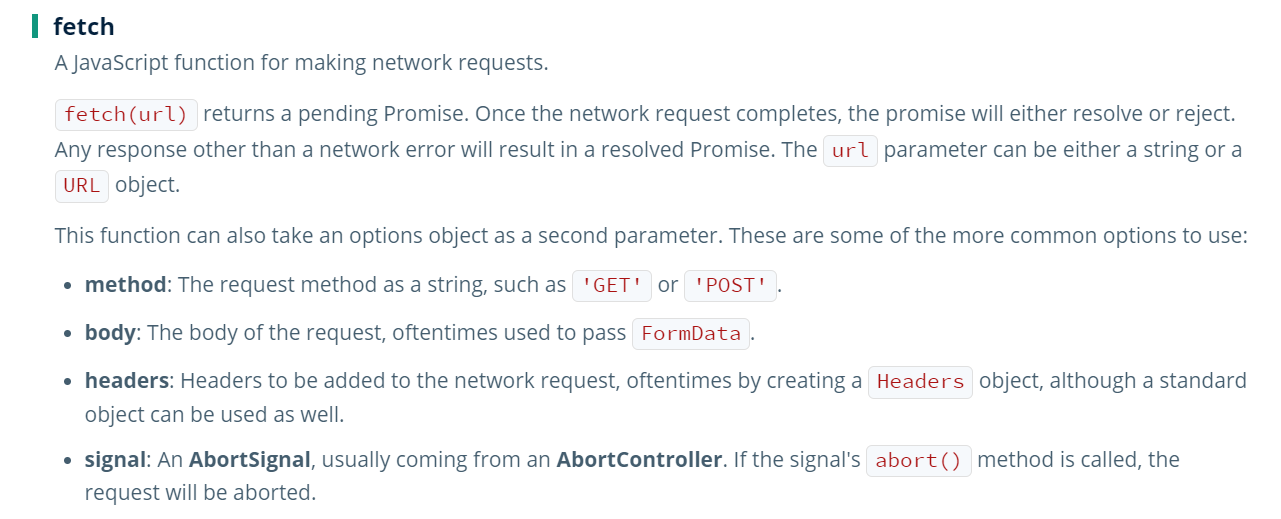 fetch
A JavaScript function for making network requests.
fetch(url) returns a pending Promise. Once the network request completes, the promise will either resolve or reject.
Any response other than a network error will result in a resolved Promise. The url parameter can be either a string or a
URL object.
This function can also take an options object as a second parameter. These are some of the more common options to use:
• method: The request method as a string, such as 'GET' or 'POST'.
• body: The body of the request, oftentimes used to pass FormData.
• headers: Headers to be added to the network request, oftentimes by creating a Headers object, although a standard
object can be used as well.
• signal: An AbortSignal, usually coming from an AbortController. If the signal's abort() method is called, the
request will be aborted.